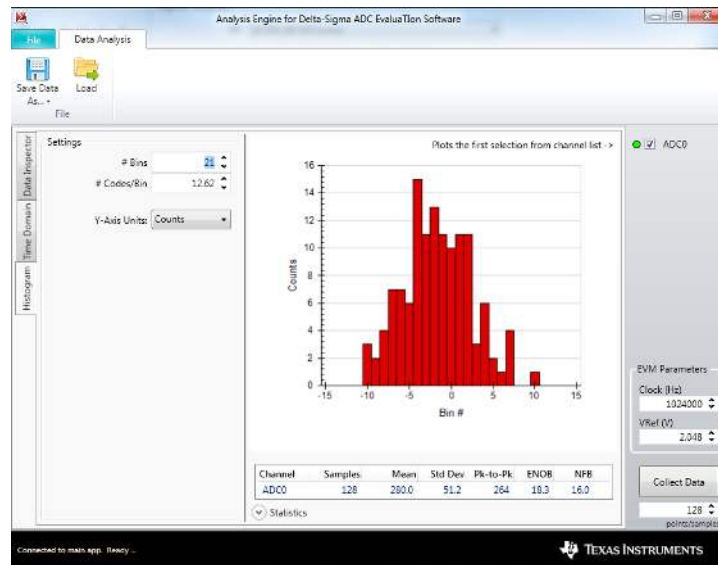 Analysis Engine for Delta-Sigma ADC EvaluaTIon Software
File
Data Analysis
Save Data As...
Load
File
Data Inspector
Time Domain
Histogram
Settings
# Bins 21
# Codes/Bin 12.62
Y-Axis Units: Counts
Plots the first selection from channel list ->
16
14
12
10
8
6
4
2
0
Counts
-15 -10 -5 0 5 10 15
Bin #
Channel Samples Mean Std Dev Pk-to-Pk ENOB NFB
ADC0 128 280.0 51.2 264 18.3 16.0
Statistics
ADC0
EVM Parameters
Clock (Hz)
1024000
VRef (V)
2.048
Collect Data
128
points/samples
Connected to main app. Ready ...
TEXAS INSTRUMENTS